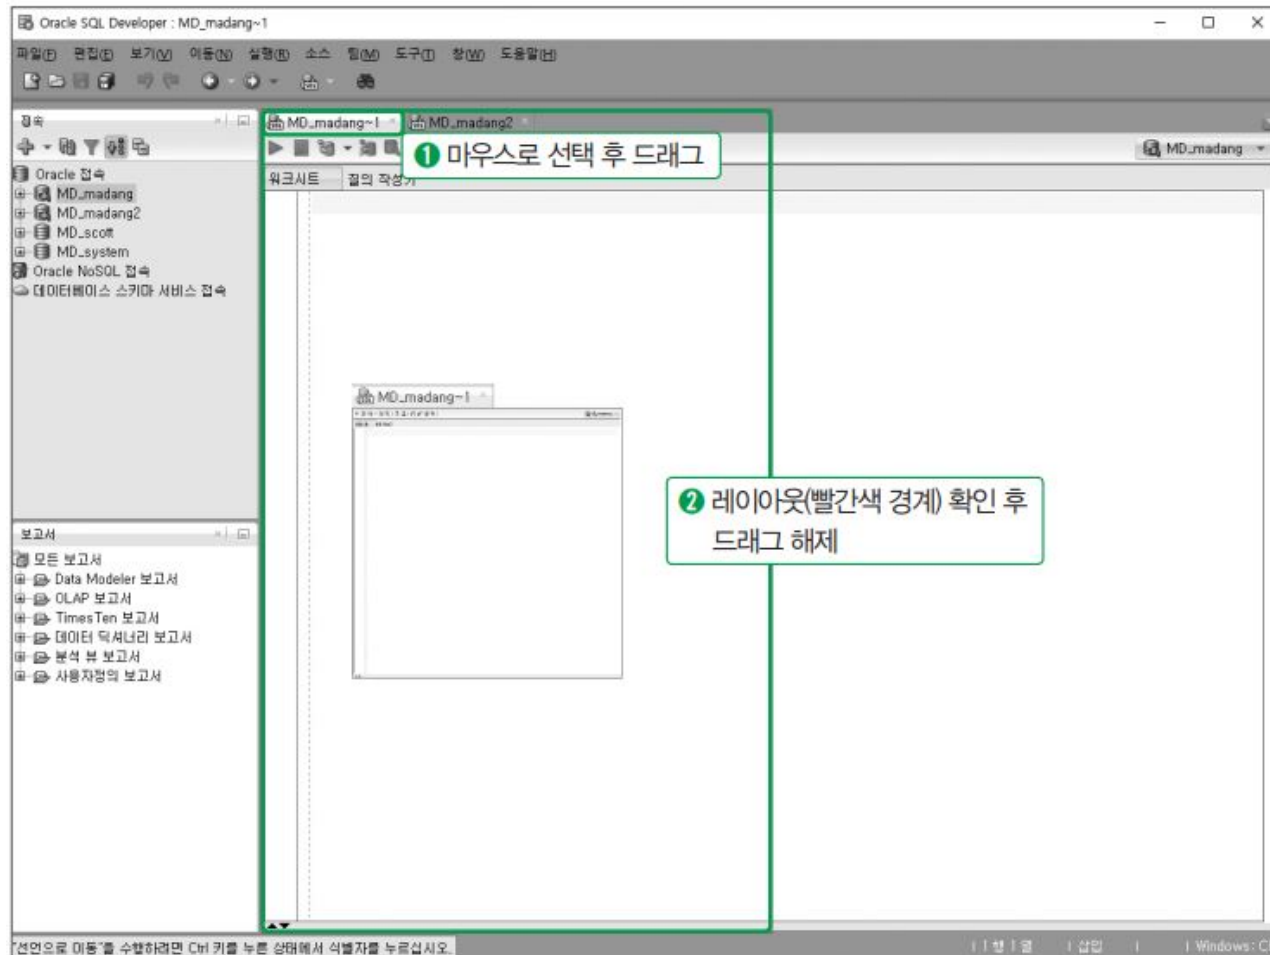 Oracle SQL Developer : MD_madang~1
파일(F) 편집(E) 보기(V) 이동(N) 실행(R) 소스 팀(M) 도구(T) 창(W) 도움말(H)
접속
MD_madang~1 MD_madang2
❶ 마우스로 선택 후 드래그
MD_madang
워크시트 질의 작성기
Oracle 접속
MD_madang
MD_madang2
MD_scott
MD_system
Oracle NoSQL 접속
데이터베이스 스키마 서비스 접속
MD_madang~1
❷ 레이아웃(빨간색 경계) 확인 후
드래그 해제
보고서
모든 보고서
Data Modeler 보고서
OLAP 보고서
TimesTen 보고서
데이터 딕셔너리 보고서
분석 뷰 보고서
사용자정의 보고서
"선언으로 이동"를 수행하려면 Ctrl 키를 누른 상태에서 식별자를 누르십시오.
1 행 1 열 삽입 Windows: C